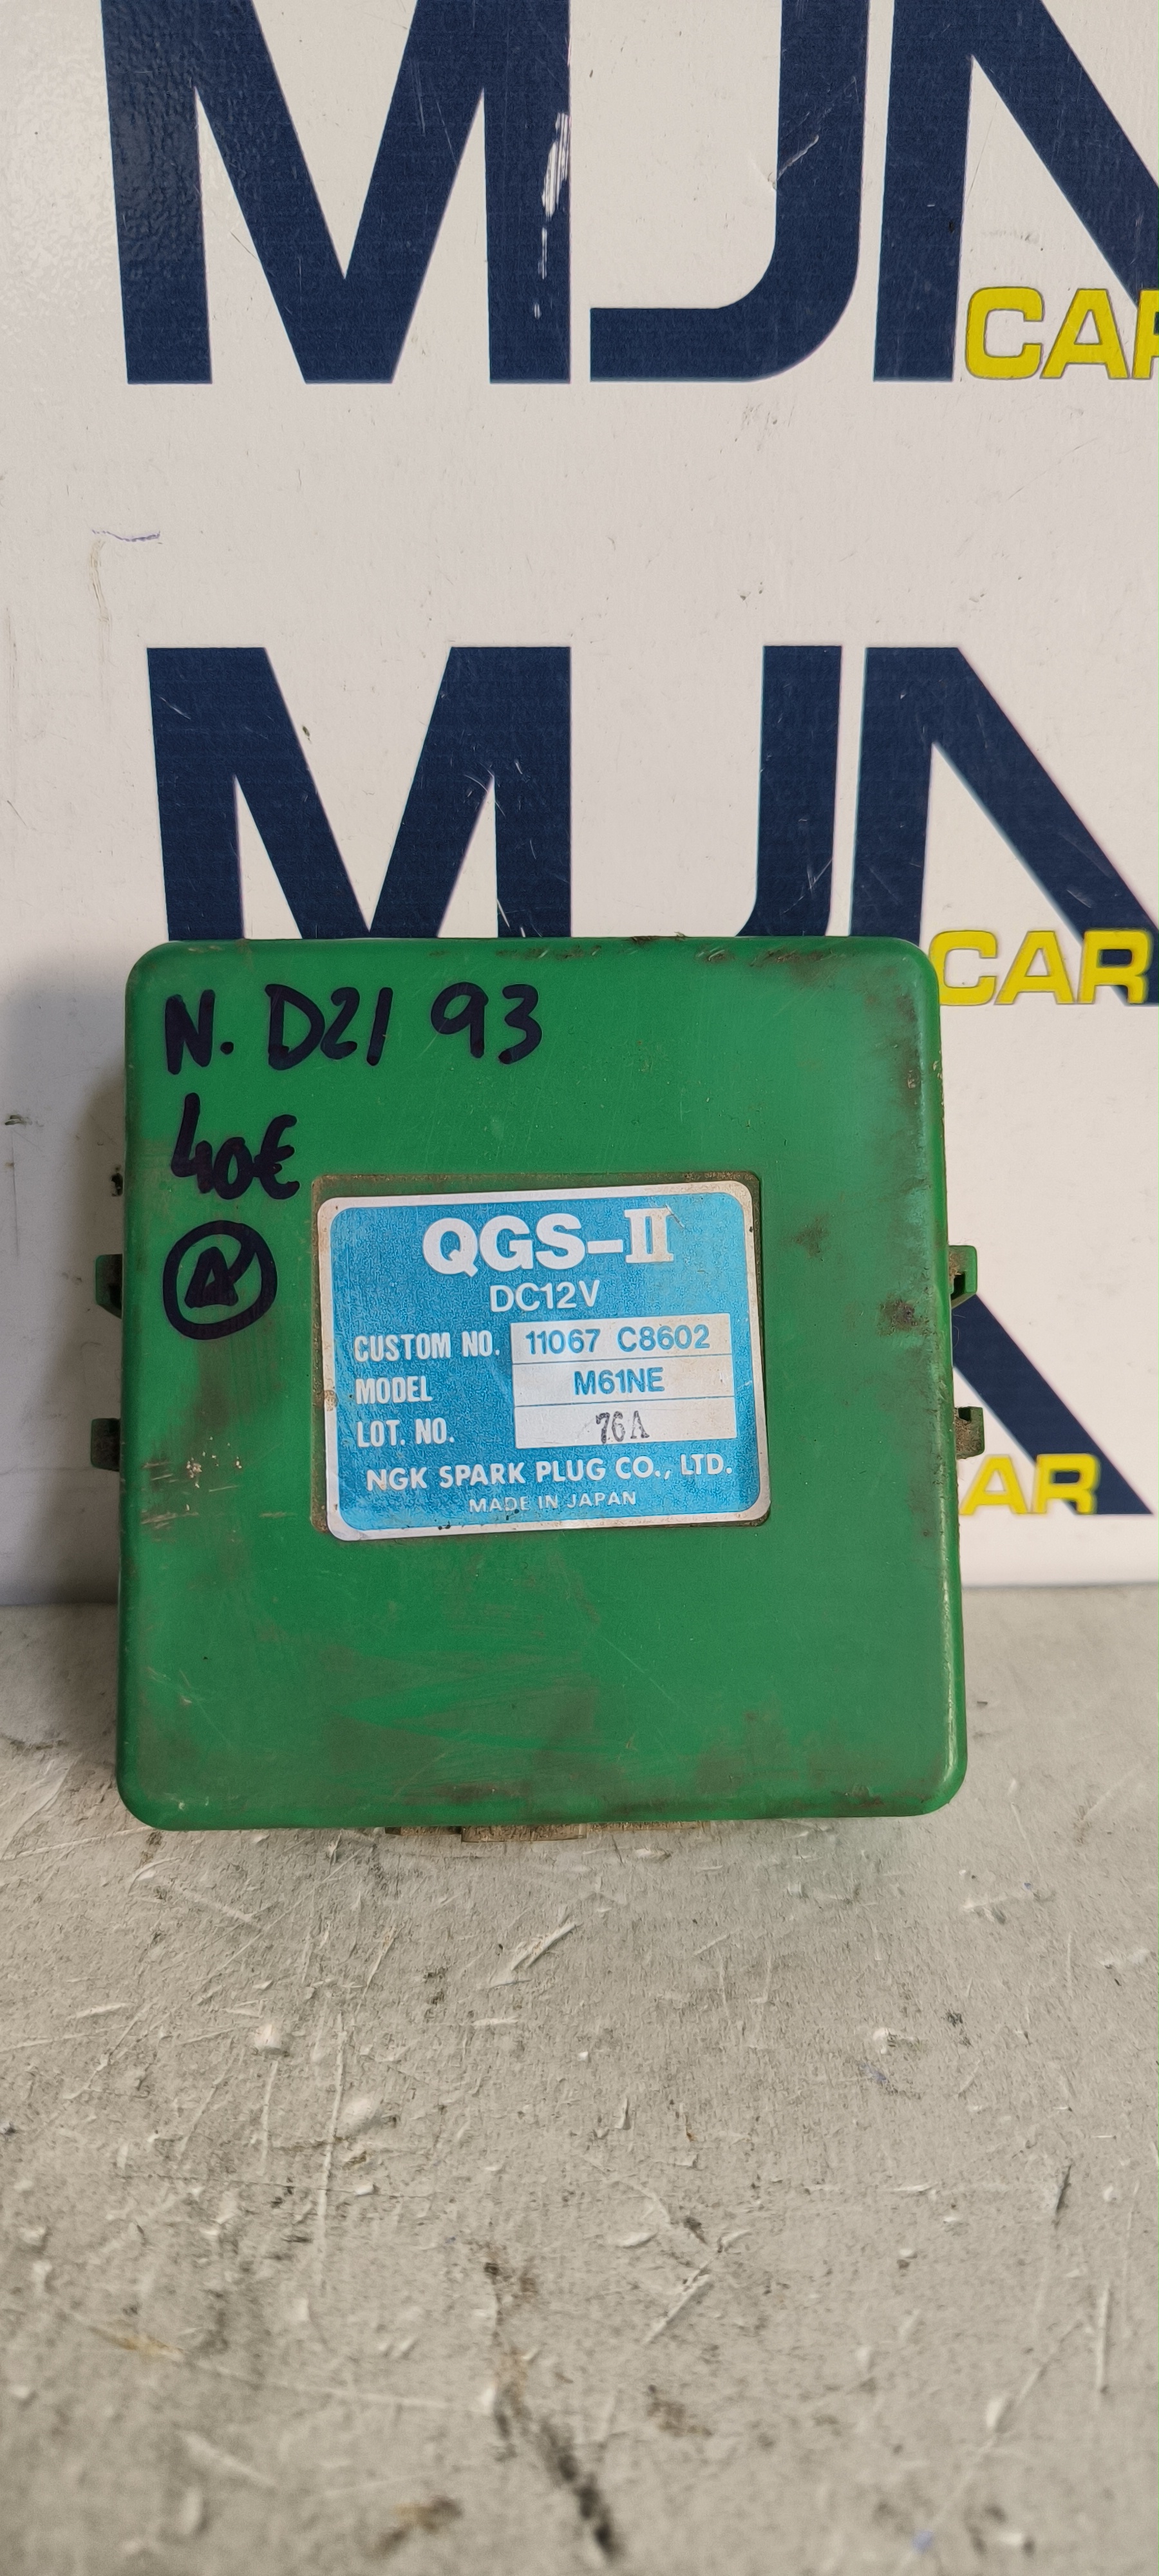 MJN
CAR
MJN
CAR
N. D21 93
40€
A
QGS-II
DC12V
CUSTOM NO. 11067 C8602
MODEL M61NE
LOT. NO. 76A
NGK SPARK PLUG CO., LTD.
MADE IN JAPAN
AR